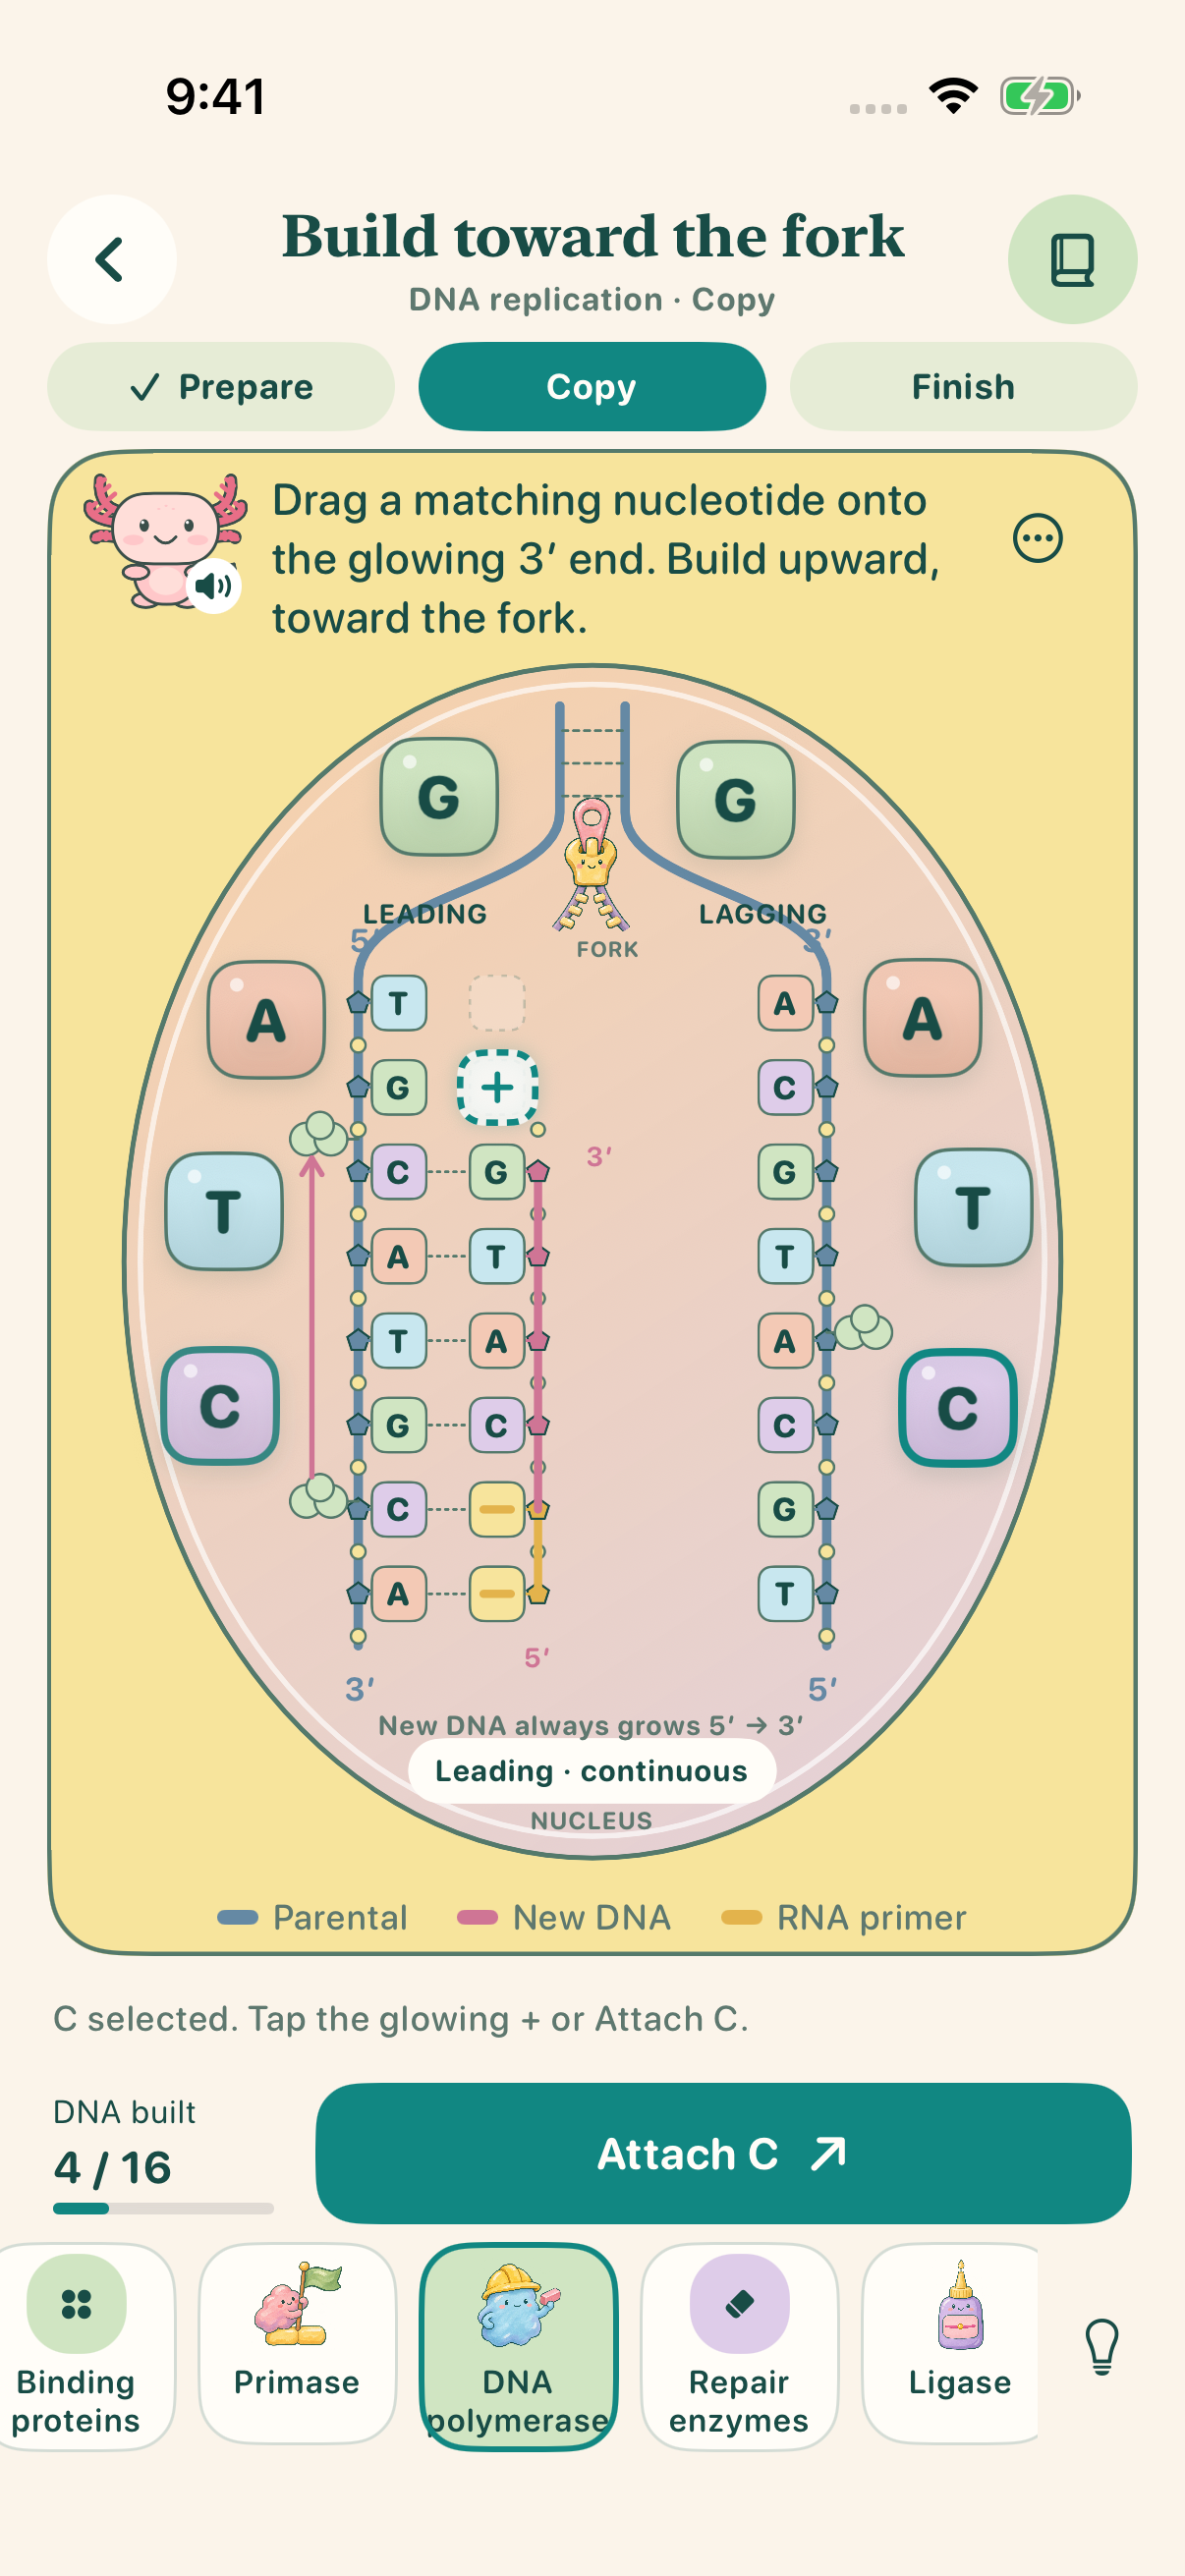 9:41
Build toward the fork
DNA replication · Copy
Prepare
Copy
Finish
Drag a matching nucleotide onto
the glowing 3′ end. Build upward,
toward the fork.
G
G
LEADING
LAGGING
5′
3′
FORK
A
T
A
A
G
+
C
C
G
3′
G
T
T
A
T
T
T
A
A
C
G
C
C
C
C
G
A
T
5′
3′
5′
New DNA always grows 5′ → 3′
Leading · continuous
NUCLEUS
Parental
New DNA
RNA primer
C selected. Tap the glowing + or Attach C.
DNA built
4 / 16
Attach C
Binding
proteins
Primase
DNA
polymerase
Repair
enzymes
Ligase